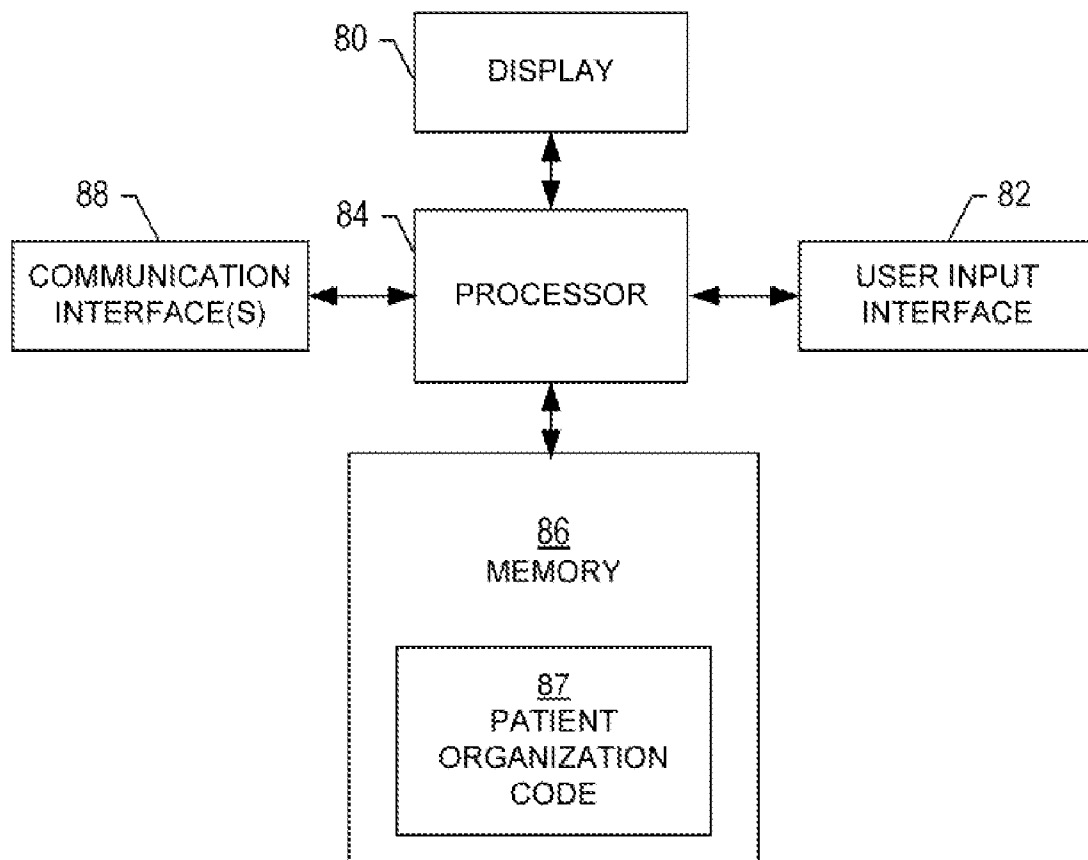 80
DISPLAY
88
84
82
COMMUNICATION
INTERFACE(S)
PROCESSOR
USER INPUT
INTERFACE
86
MEMORY
87
PATIENT
ORGANIZATION
CODE